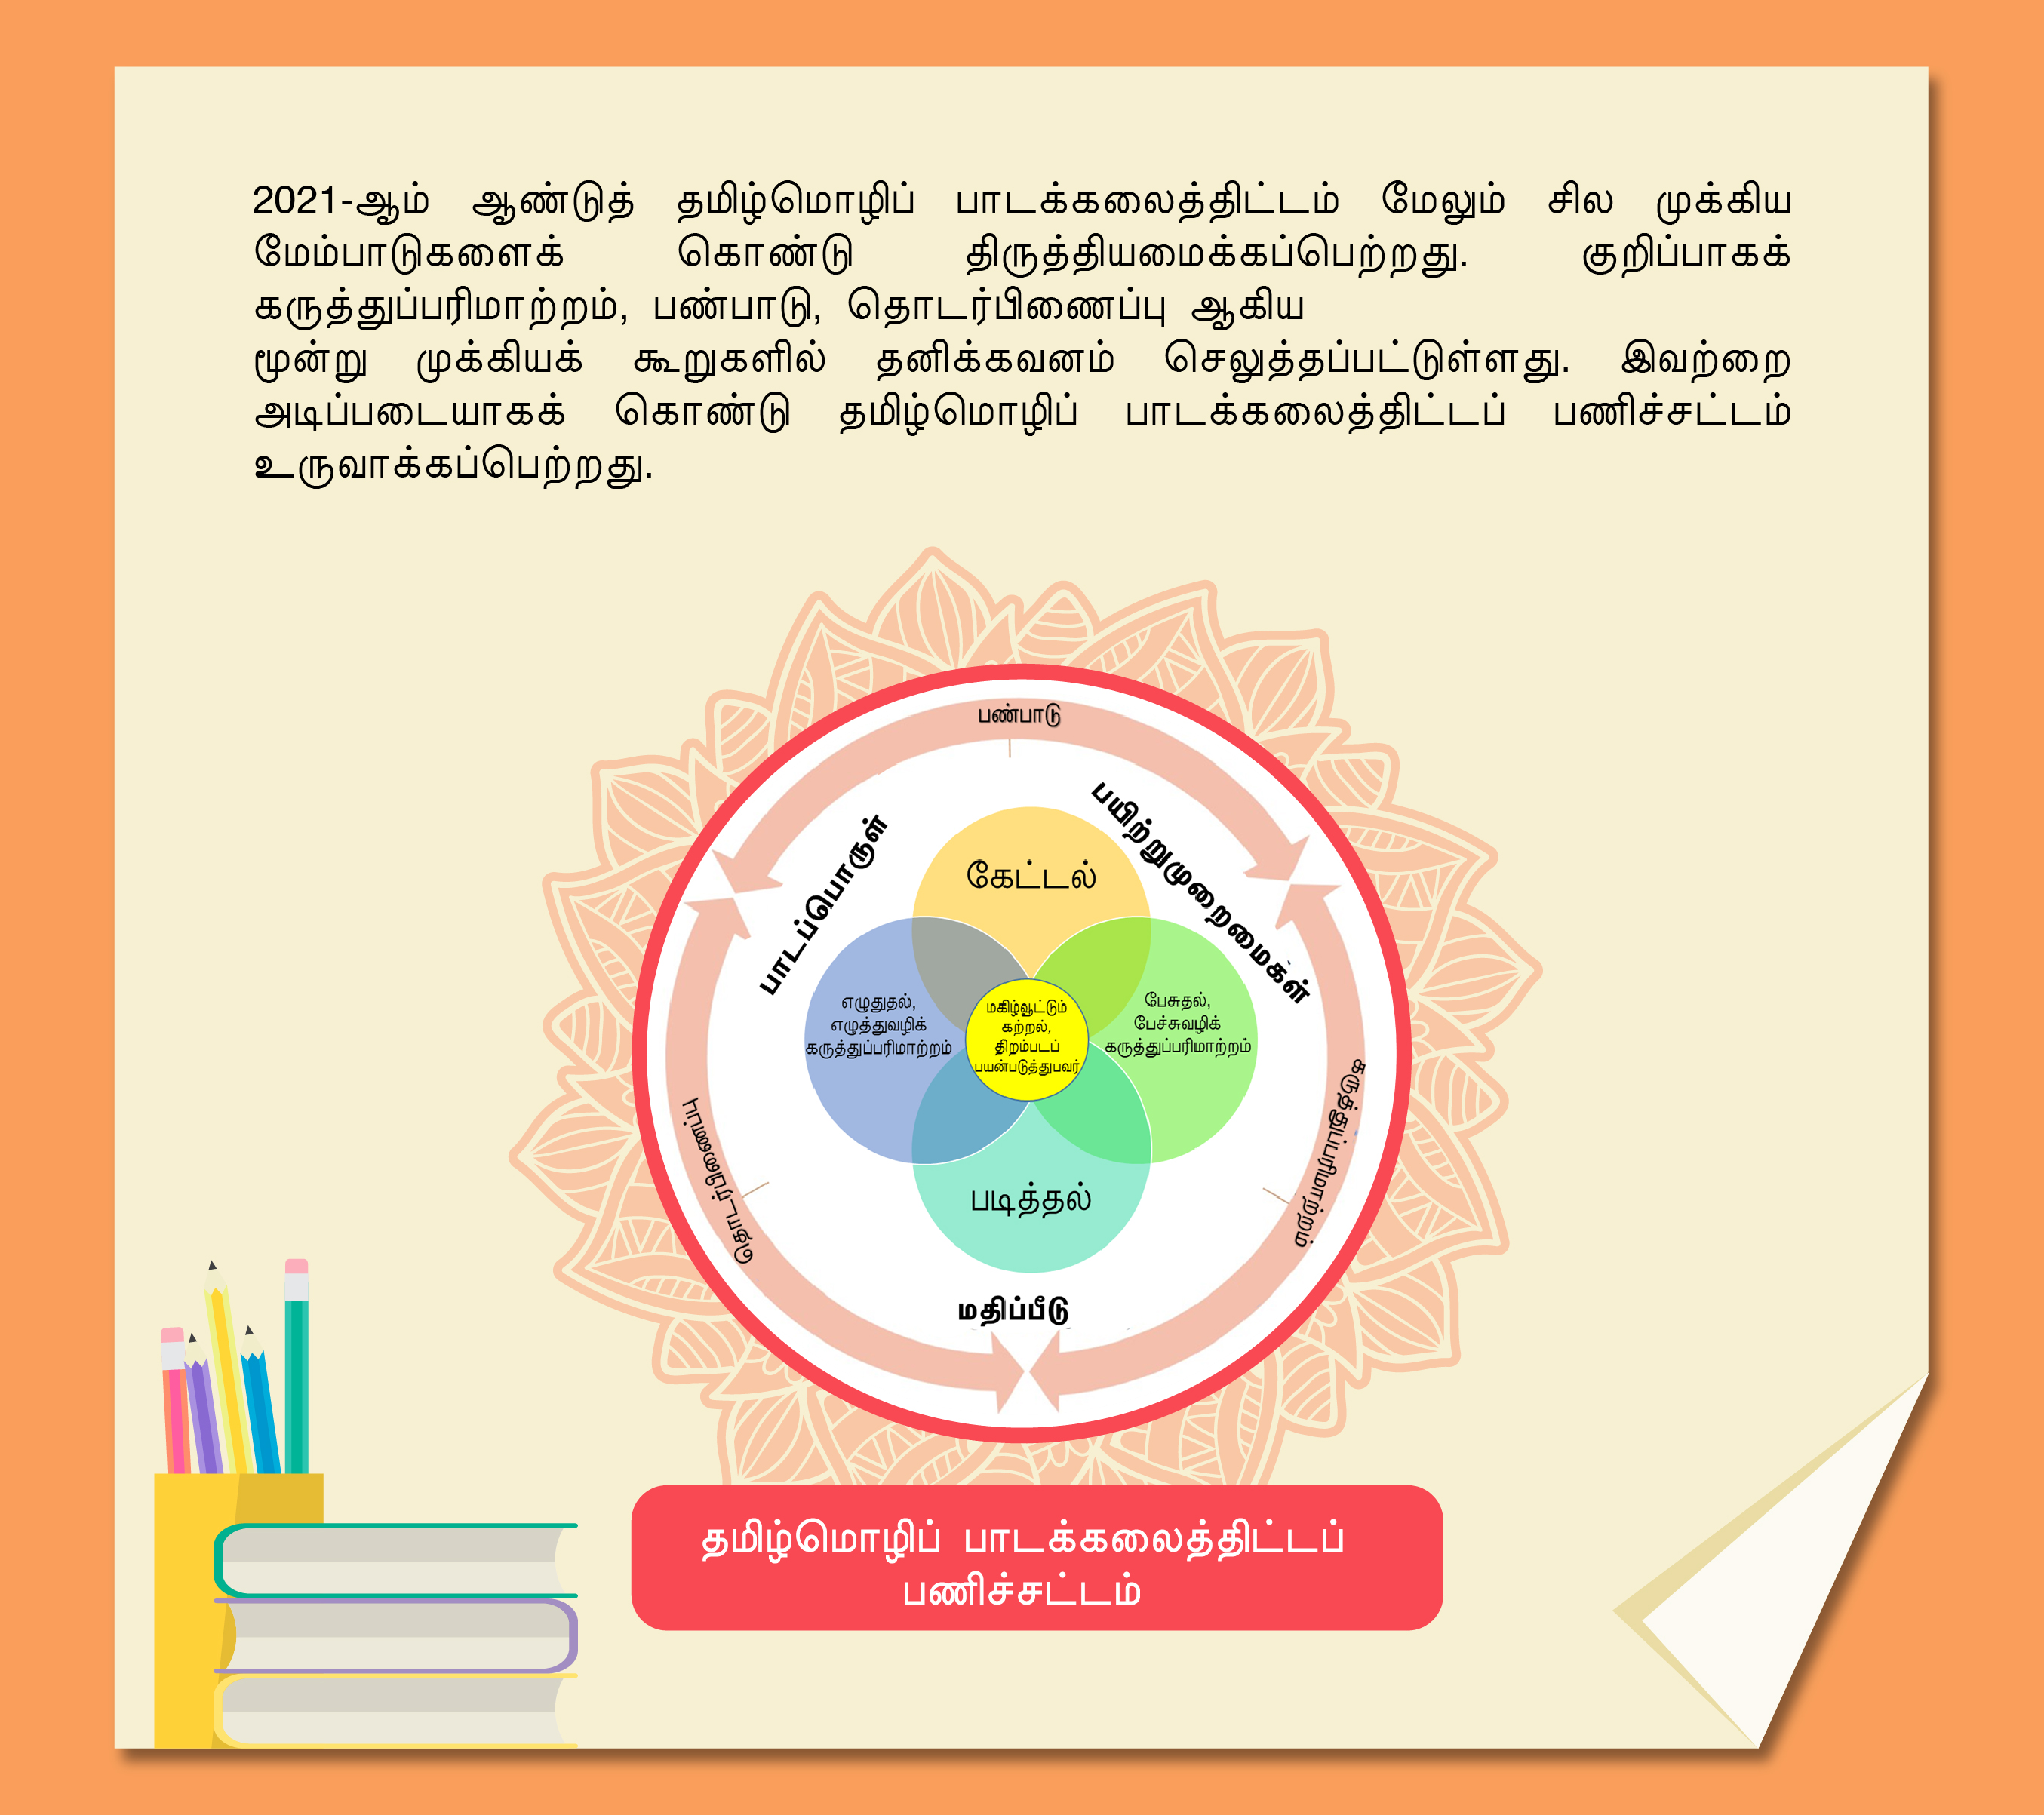 2021-ஆம் ஆண்டுத் தமிழ்மொழிப் பாடக்கலைத்திட்டம் மேலும் சில முக்கிய
மேம்பாடுகளைக் கொண்டு திருத்தியமைக்கப்பெற்றது. குறிப்பாகக்
கருத்துப்பரிமாற்றம், பண்பாடு, தொடர்பிணைப்பு ஆகிய
மூன்று முக்கியக் கூறுகளில் தனிக்கவனம் செலுத்தப்பட்டுள்ளது. இவற்றை
அடிப்படையாகக் கொண்டு தமிழ்மொழிப் பாடக்கலைத்திட்டப் பணிச்சட்டம்
உருவாக்கப்பெற்றது.
பண்பாடு
பாடப்பொருள்
பயிற்றுமுறைமைகள்
கேட்டல்
எழுதுதல்,
எழுத்துவழிக்
கருத்துப்பரிமாற்றம்
மகிழ்வூட்டும்
கற்றல்,
திறம்படப்
பயன்படுத்துபவர்
பேசுதல்,
பேச்சுவழிக்
கருத்துப்பரிமாற்றம்
தொடர்பிணைப்பு
கருத்துப்பரிமாற்றம்
படித்தல்
மதிப்பீடு
தமிழ்மொழிப் பாடக்கலைத்திட்டப்
பணிச்சட்டம்